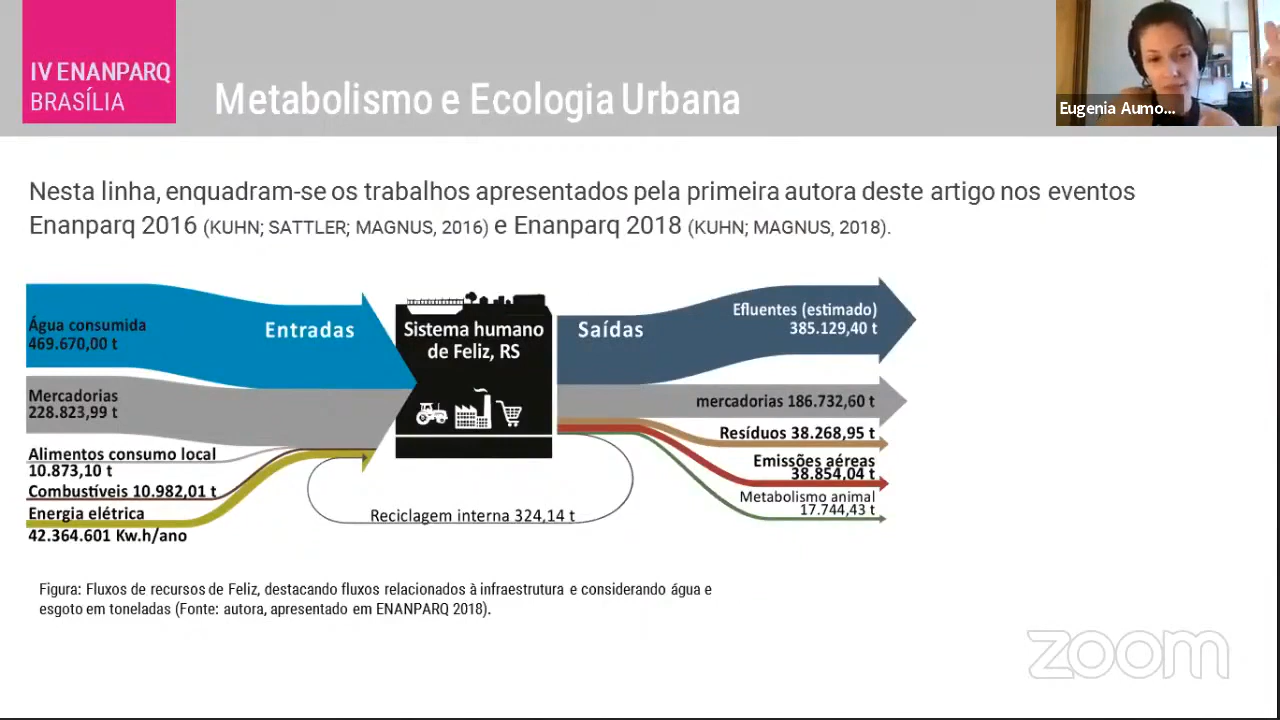 IV ENANPARQ
BRASÍLIA
Metabolismo e Ecologia Urbana
Eugenia Aumo...
Nesta linha, enquadram-se os trabalhos apresentados pela primeira autora deste artigo nos eventos
Enanparq 2016 (KUHN; SATTLER; MAGNUS, 2016) e Enanparq 2018 (KUHN; MAGNUS, 2018).
Água consumida
469.670,00 t
Entradas
Mercadorias
228.823,99 t
Alimentos consumo local
10.873,10 t
Combustíveis 10.982,01 t
Energia elétrica
42.364.601 Kw.h/ano
Sistema humano
de Feliz, RS
Reciclagem interna 324,14 t
Saídas
Efluentes (estimado)
385.129,40 t
mercadorias 186.732,60 t
Resíduos 38.268,95 t
Emissões aéreas
38.854,04 t
Metabolismo animal
17.744,43 t
Figura: Fluxos de recursos de Feliz, destacando fluxos relacionados à infraestrutura e considerando água e
esgoto em toneladas (Fonte: autora, apresentado em ENANPARQ 2018).
zoom